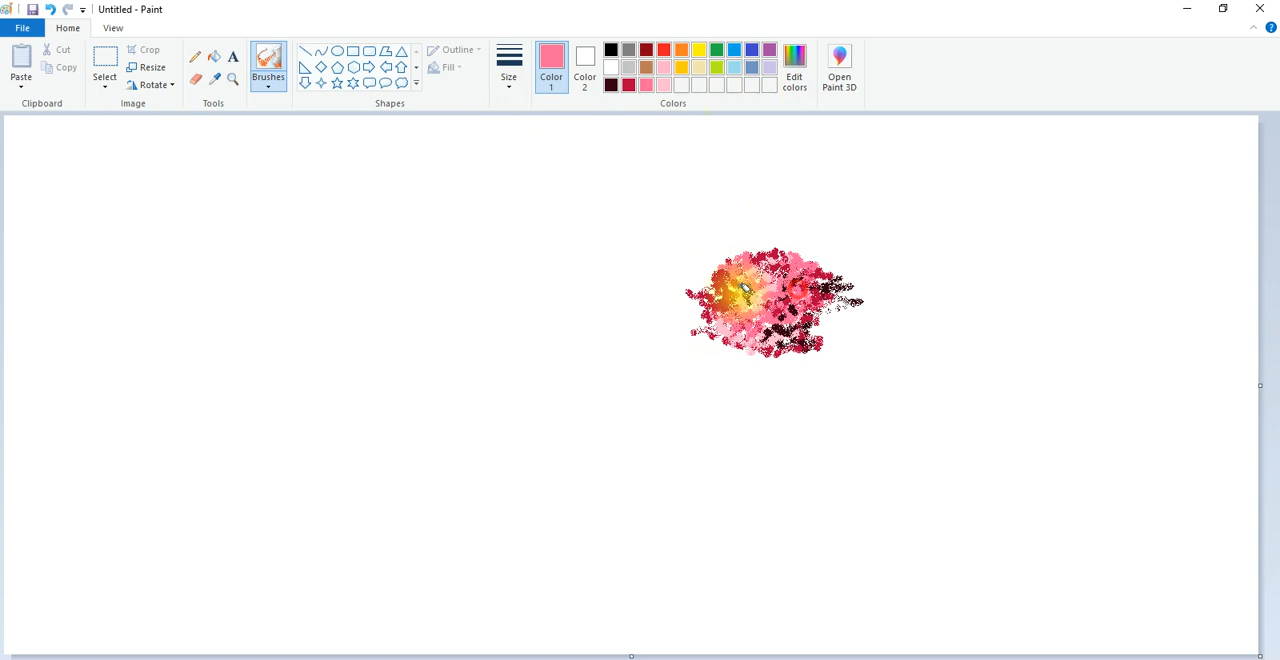 Untitled - Paint
File Home View
Paste Cut Copy Clipboard
Select Crop Resize Rotate Image
A Tools
Brushes
Outline Fill Shapes
Size
Color 1 Color 2 Edit colors Colors
Open Paint 3D